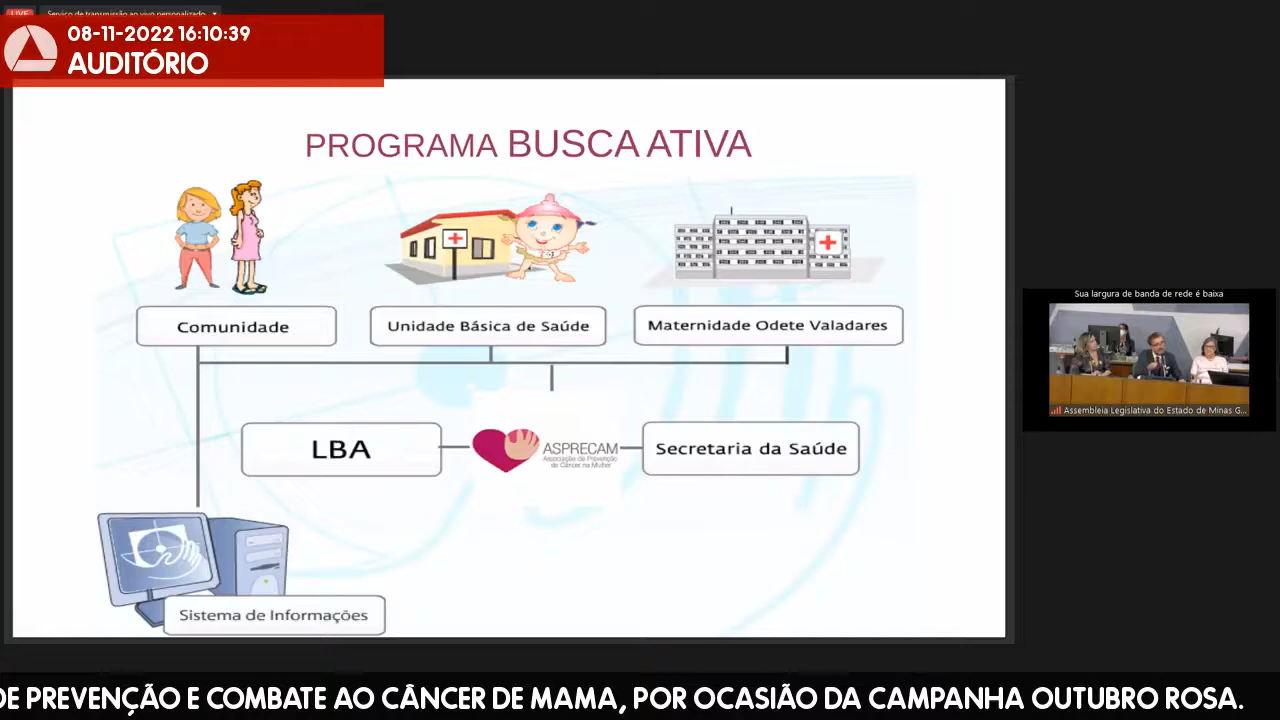 LIVE
Serviço de transmissão ao vivo personalizado
08-11-2022 16:10:39
AUDITÓRIO
PROGRAMA BUSCA ATIVA
Comunidade
Unidade Básica de Saúde
Maternidade Odete Valadares
LBA
ASPRECAM
Associação de Prevenção
do Câncer na Mulher
Secretaria da Saúde
Sistema de Informações
Sua largura de banda de rede é baixa
Assembleia Legislativa do Estado de Minas G...
DE PREVENÇÃO E COMBATE AO CÂNCER DE MAMA, POR OCASIÃO DA CAMPANHA OUTUBRO ROSA.